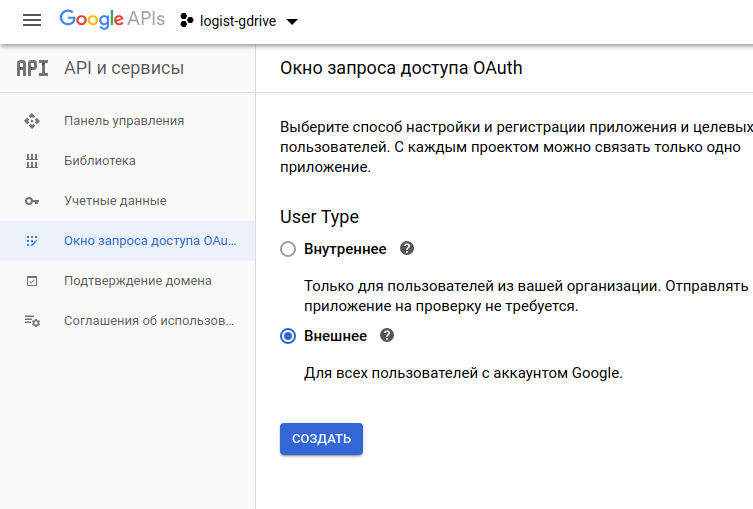 Google APIs logist-gdrive
API API и сервисы
Окно запроса доступа OAuth
Панель управления
Библиотека
Учетные данные
Окно запроса доступа OAu...
Подтверждение домена
Соглашения об использов...
Выберите способ настройки и регистрации приложения и целевых
пользователей. С каждым проектом можно связать только одно
приложение.
User Type
Внутреннее
Только для пользователей из вашей организации. Отправлять
приложение на проверку не требуется.
Внешнее
Для всех пользователей с аккаунтом Google.
СОЗДАТЬ